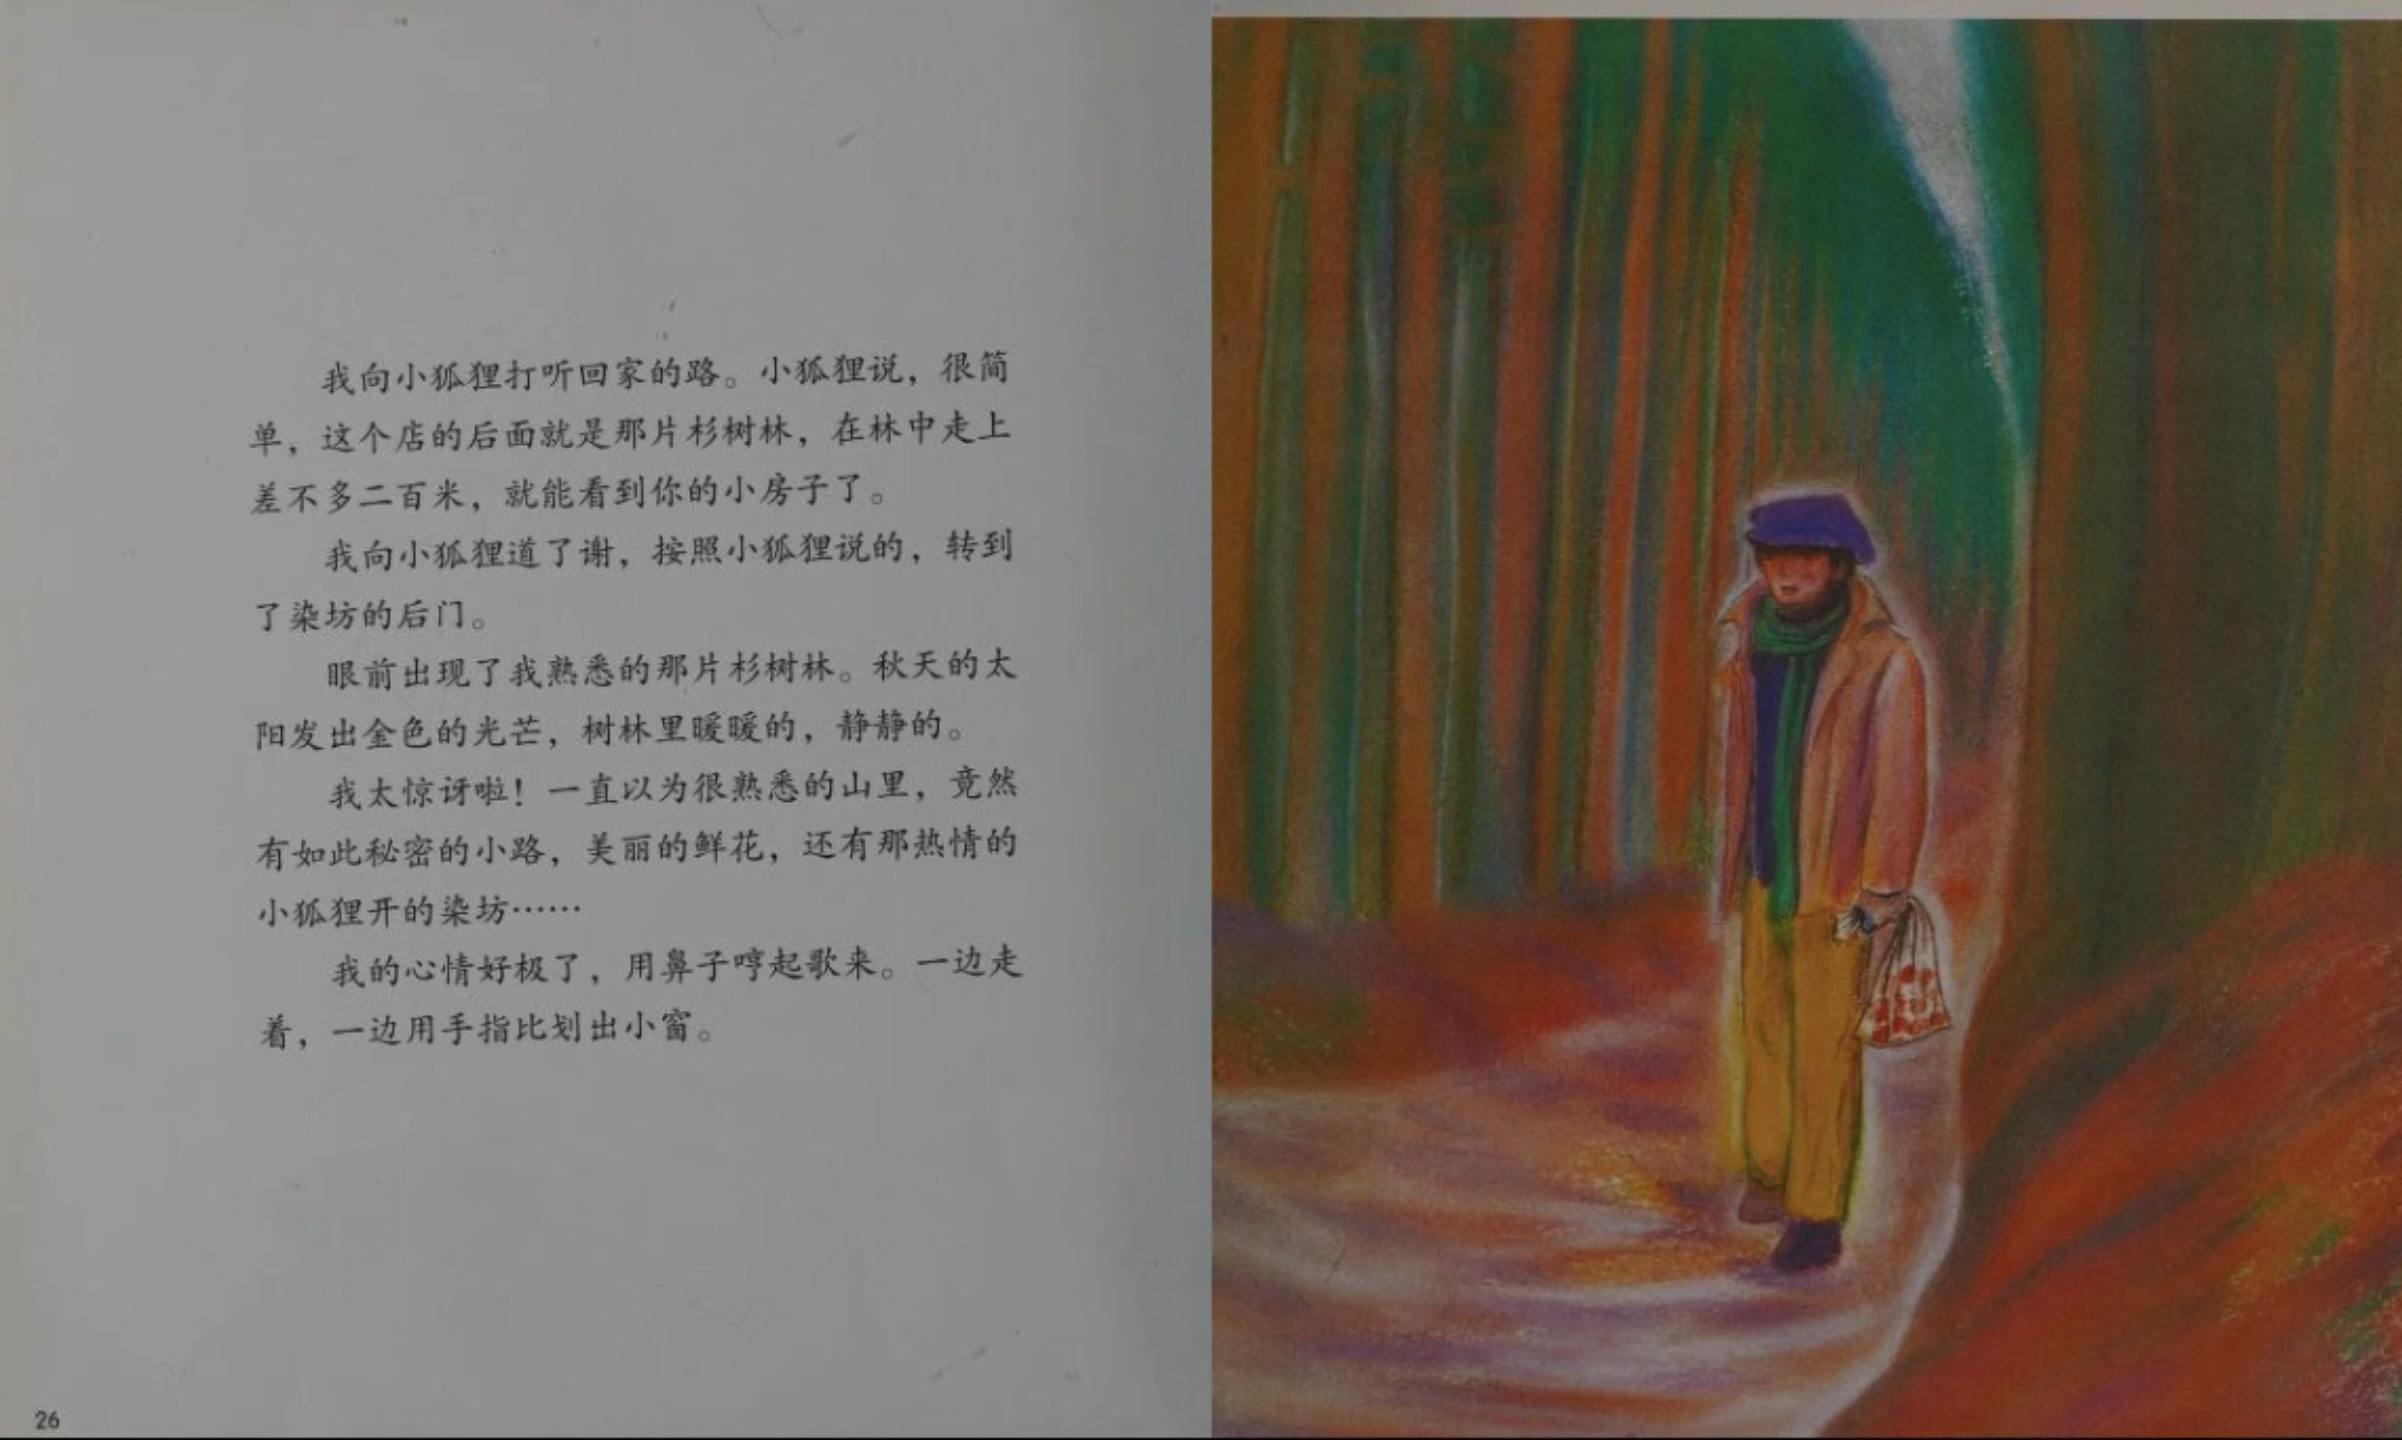 我向小狐狸打听回家的路。小狐狸说，很简
单，这个店的后面就是那片杉树林，在林中走上
差不多二百米，就能看到你的小房子了。
我向小狐狸道了谢，按照小狐狸说的，转到
了染坊的后门。
眼前出现了我熟悉的那片杉树林。秋天的太
阳发出金色的光芒，树林里暖暖的，静静的。
我太惊讶啦！一直以为很熟悉的山里，竟然
有如此秘密的小路，美丽的鲜花，还有那热情的
小狐狸开的染坊……
我的心情好极了，用鼻子哼起歌来。一边走
着，一边用手指比划出小窗。
26